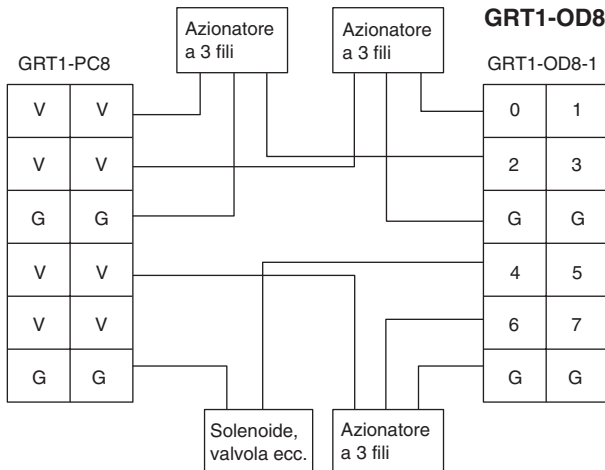 GRT1-OD8
Azionatore
a 3 fili
Azionatore
a 3 fili
GRT1-PC8
GRT1-OD8-1
V V
0 1
V V
2 3
G G
G G
V V
4 5
V V
6 7
G G
G G
Solenoide,
valvola ecc.
Azionatore
a 3 fili